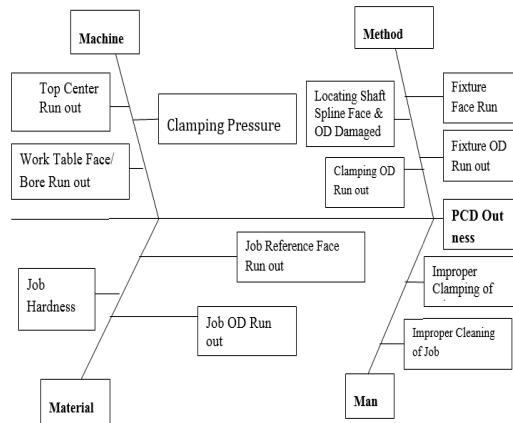 Machine
Method
Top Center
Run out
Clamping Pressure
Work Table Face/
Bore Run out
Locating Shaft
Spline Face &
OD Damaged
Fixture
Face Run
Clamping OD
Run out
Fixture OD
Run out
PCD Out
ness
Job Reference Face
Run out
Job
Hardness
Job OD Run
out
Improper
Clamping of
Improper Cleaning
of Job
Material
Man